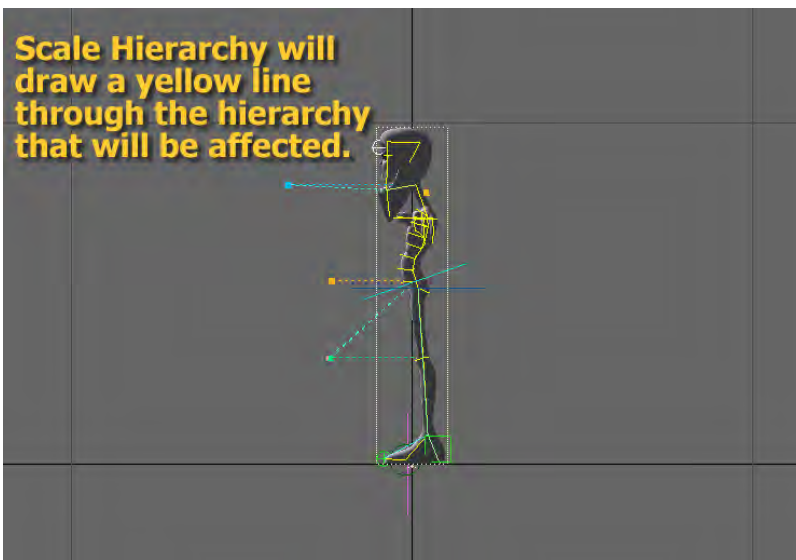 Scale Hierarchy will
draw a yellow line
through the hierarchy
that will be affected.